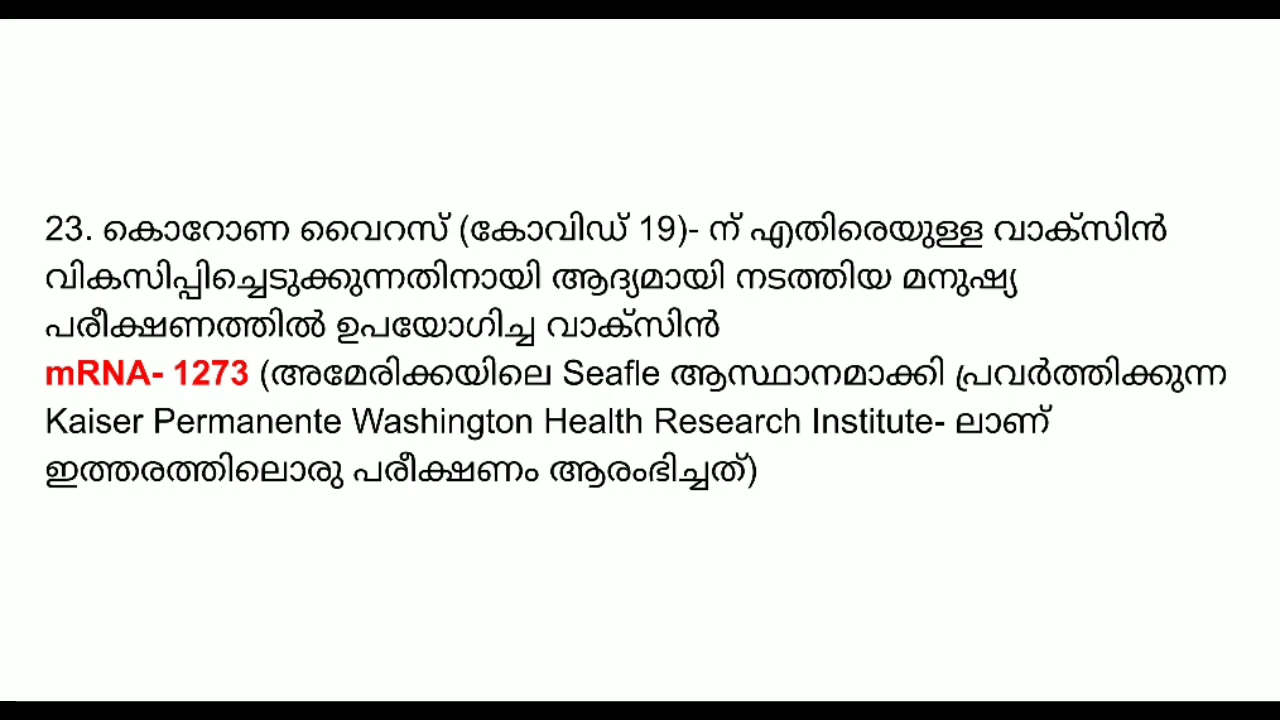 23. കൊറോണ വൈറസ് (കോവിഡ് 19)- ന് എതിരെയുള്ള വാക്സിൻ
വികസിപ്പിച്ചെടുക്കുന്നതിനായി ആദ്യമായി നടത്തിയ മനുഷ്യ
പരീക്ഷണത്തിൽ ഉപയോഗിച്ച വാക്സിൻ
mRNA- 1273 (അമേരിക്കയിലെ Seafle ആസ്ഥാനമാക്കി പ്രവർത്തിക്കുന്ന
Kaiser Permanente Washington Health Research Institute- ലാണ്
ഇത്തരത്തിലൊരു പരീക്ഷണം ആരംഭിച്ചത്)